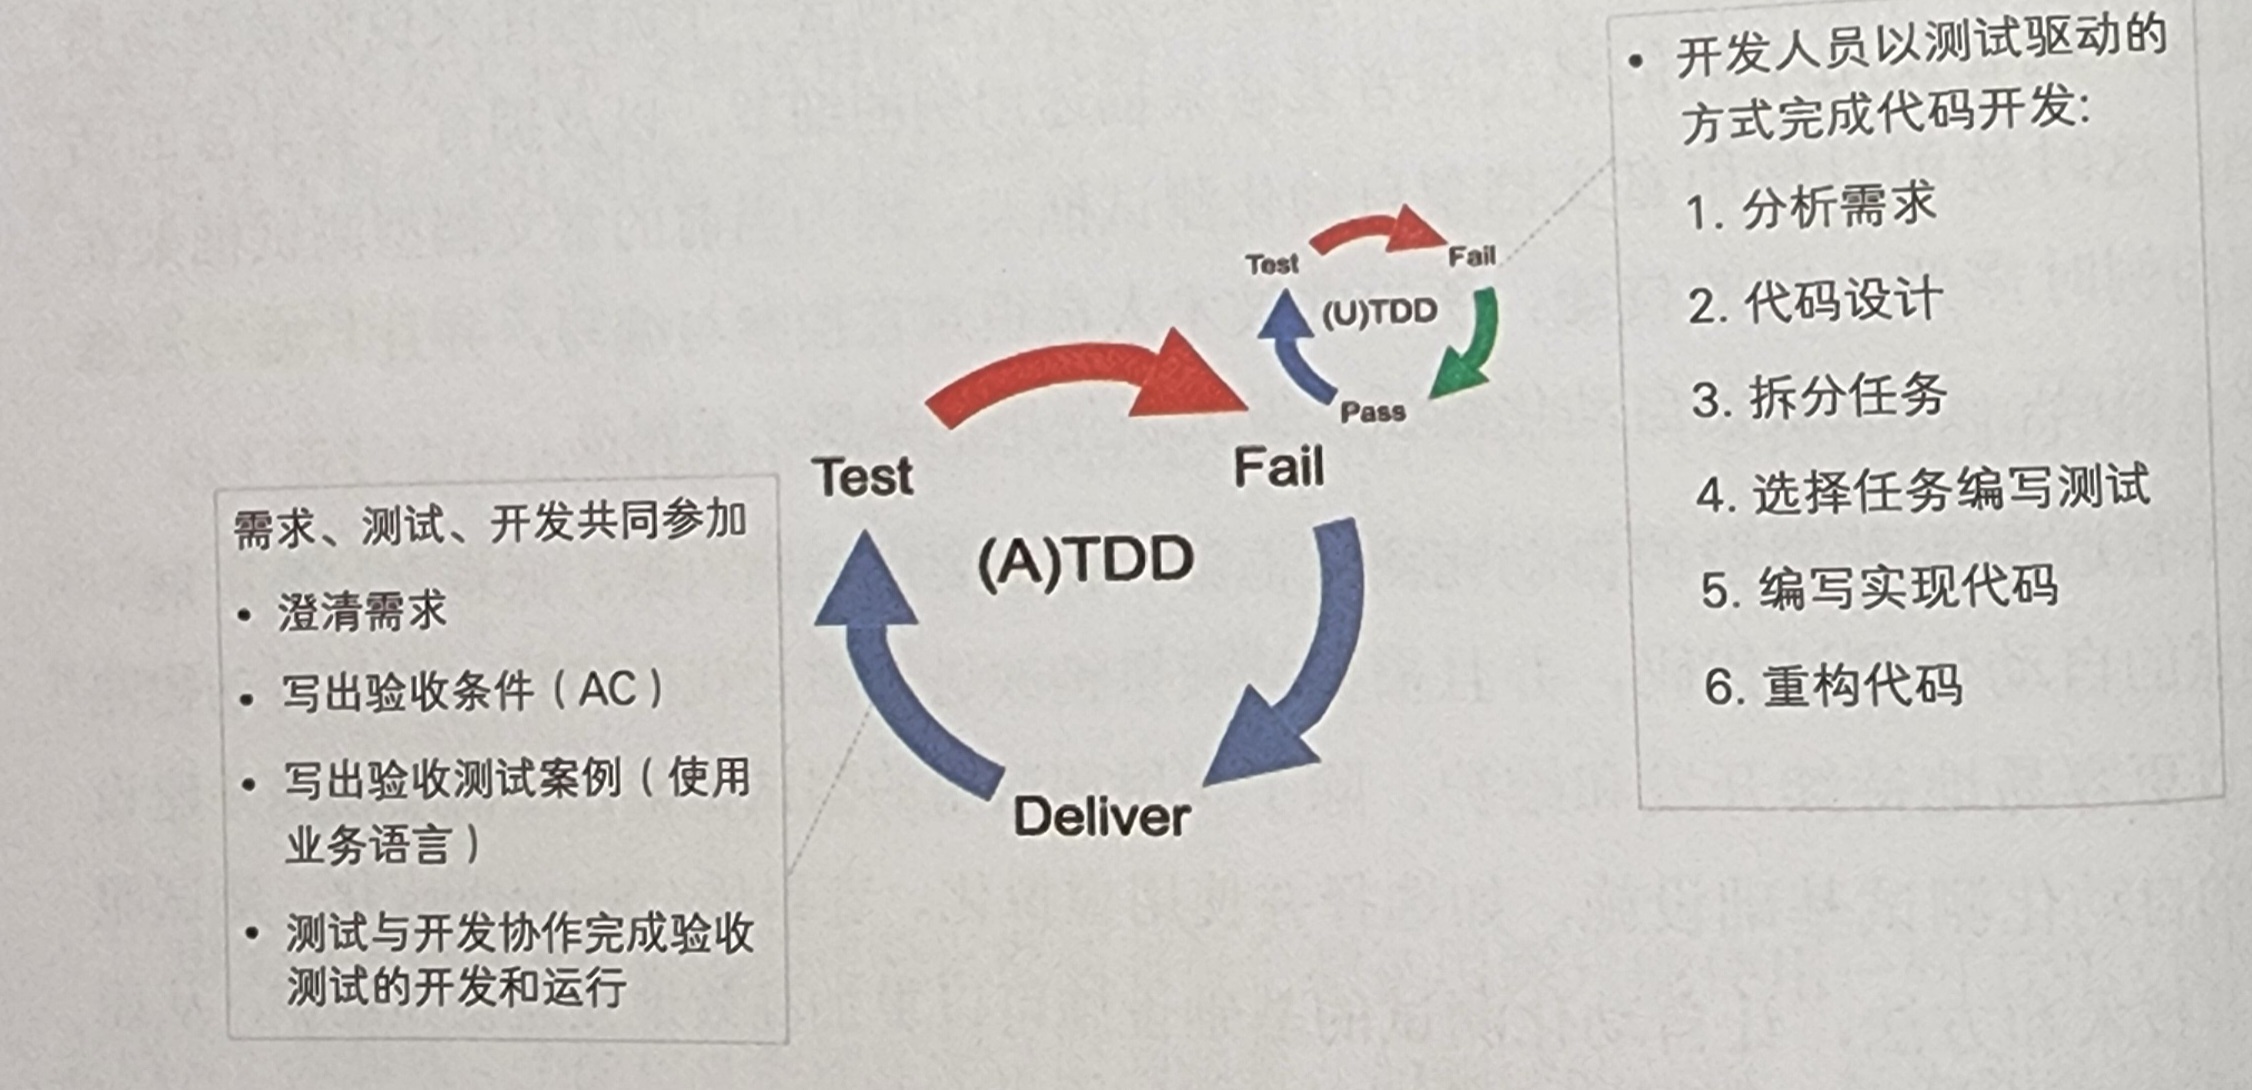 • 开发人员以测试驱动的
方式完成代码开发:
1. 分析需求
2. 代码设计
3. 拆分任务
4. 选择任务编写测试
5. 编写实现代码
6. 重构代码
Test
Fail
(U)TDD
Pass
Test
Fail
(A)TDD
Deliver
需求、测试、开发共同参加
• 澄清需求
• 写出验收条件（AC）
• 写出验收测试案例（使用
业务语言）
• 测试与开发协作完成验收
测试的开发和运行